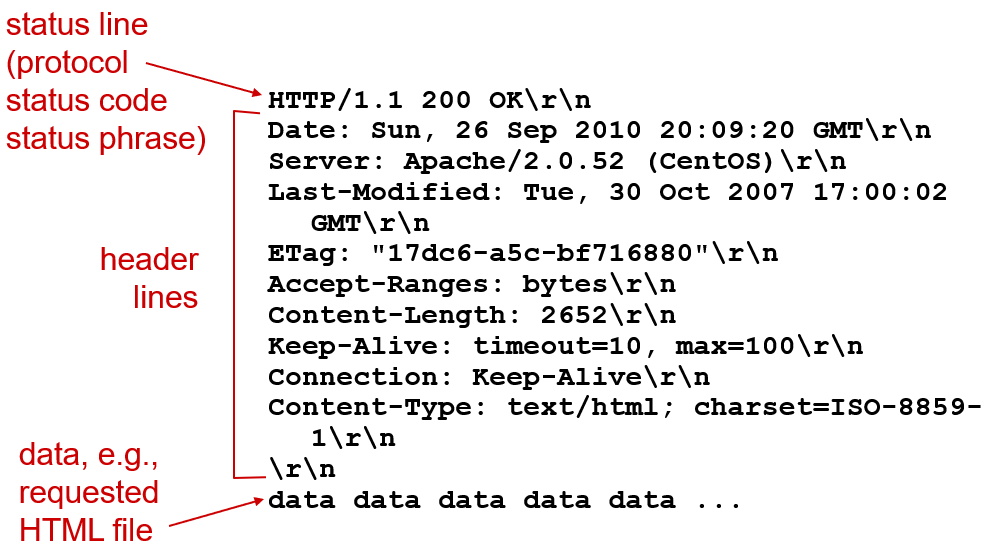 status line
(protocol
status code
status phrase)
HTTP/1.1 200 OK\r\n
Date: Sun, 26 Sep 2010 20:09:20 GMT\r\n
Server: Apache/2.0.52 (CentOS)\r\n
Last-Modified: Tue, 30 Oct 2007 17:00:02
GMT\r\n
ETag: "17dc6-a5c-bf716880"\r\n
Accept-Ranges: bytes\r\n
Content-Length: 2652\r\n
Keep-Alive: timeout=10, max=100\r\n
Connection: Keep-Alive\r\n
Content-Type: text/html; charset=ISO-8859-
1\r\n
\r\n
data data data data data ...
header
lines
data, e.g.,
requested
HTML file